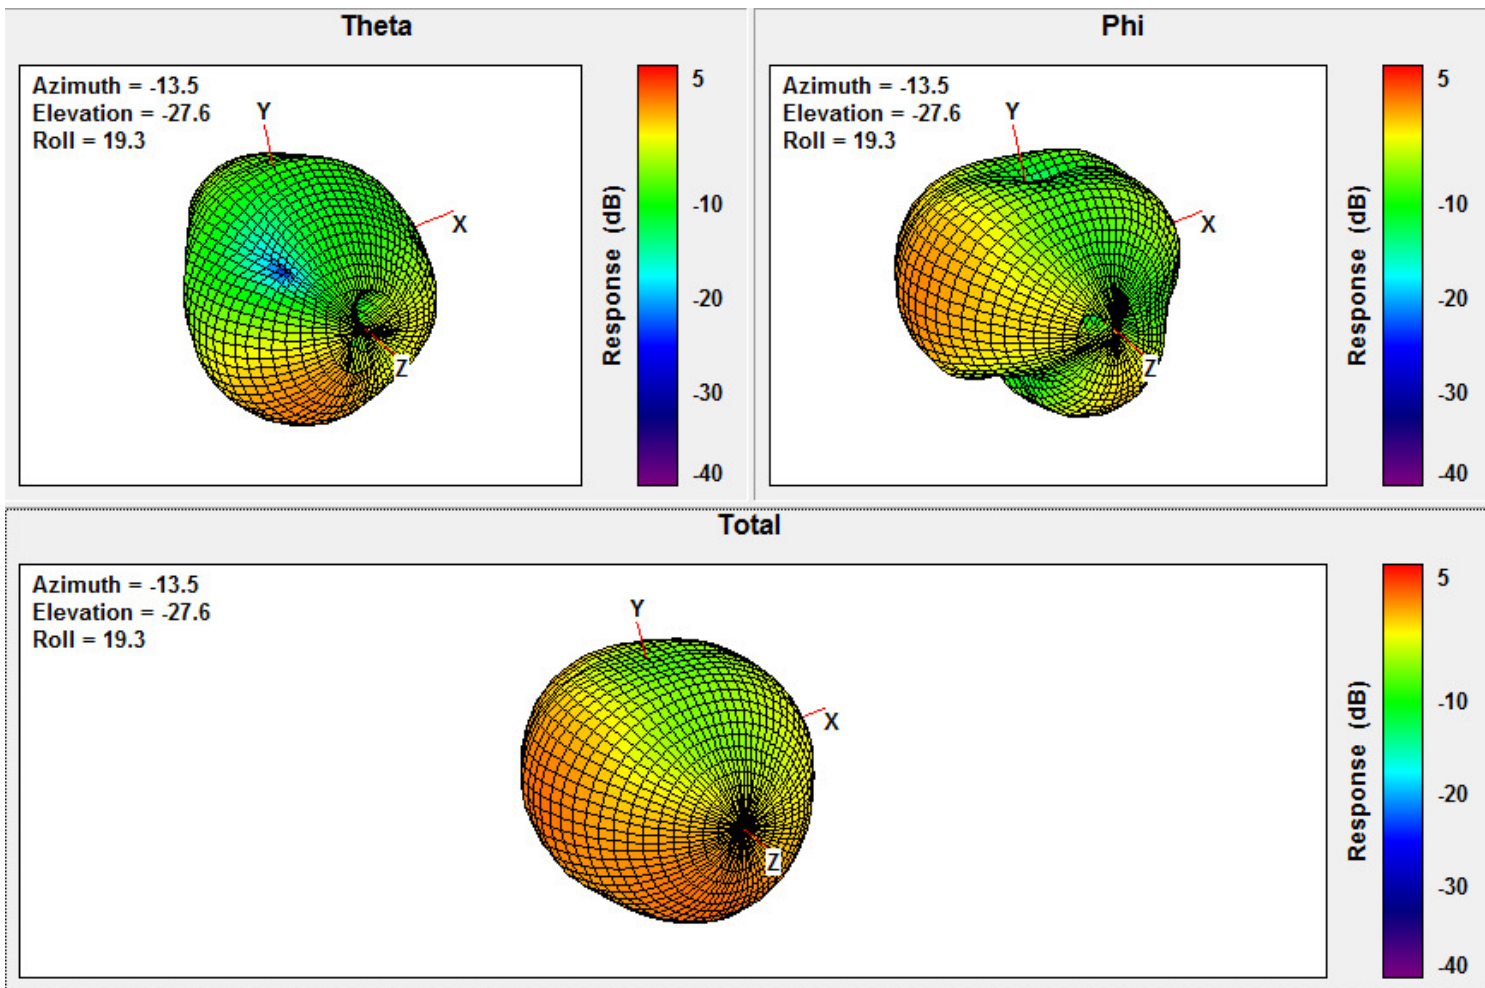 Theta
Azimuth = -13.5
Elevation = -27.6
Roll = 19.3
Y
X
Z
Response (dB)
5
-10
-20
-30
-40
Phi
Azimuth = -13.5
Elevation = -27.6
Roll = 19.3
Y
X
Z
Response (dB)
5
-10
-20
-30
-40
Total
Azimuth = -13.5
Elevation = -27.6
Roll = 19.3
Y
X
Z
Response (dB)
5
-10
-20
-30
-40